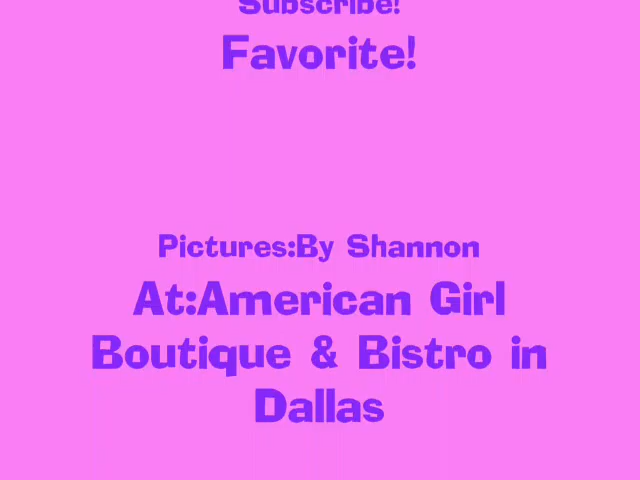 Subscribe!
Favorite!
Pictures:By Shannon
At:American Girl
Boutique & Bistro in
Dallas